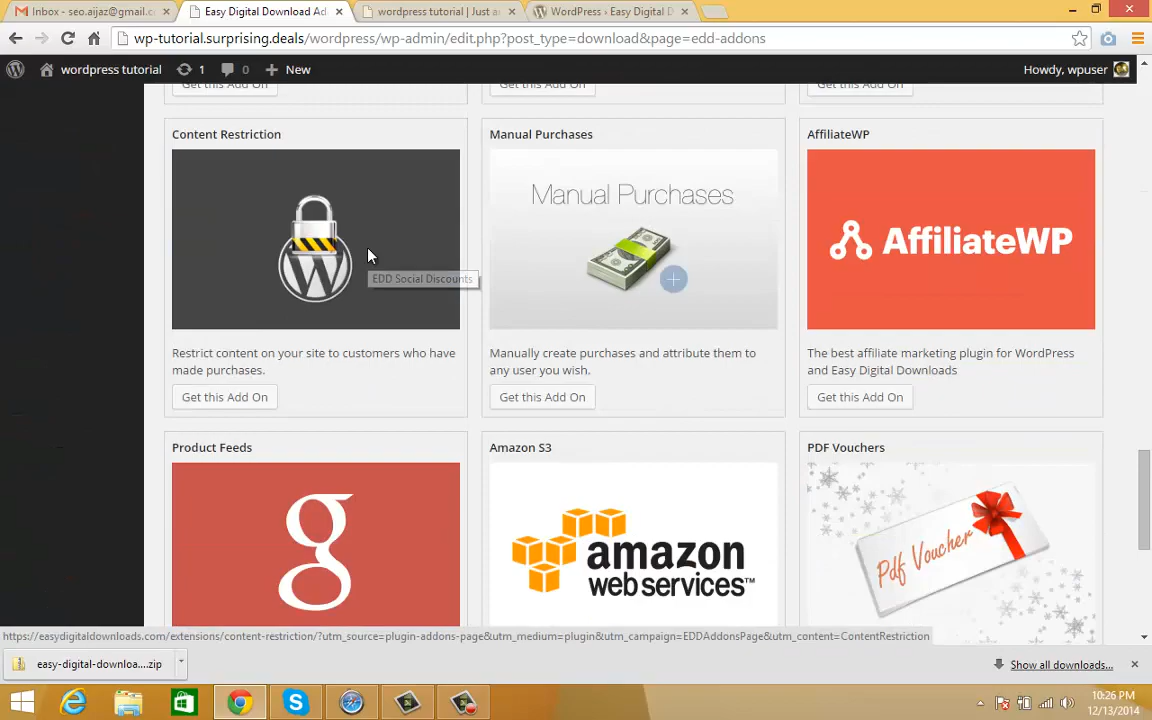 Inbox - seo.aijaz@gmail.c
Easy Digital Download Ad
wordpress tutorial | Just a
WordPress › Easy Digital D
wp-tutorial.surprising.deals/wordpress/wp-admin/edit.php?post_type=download&page=edd-addons
wordpress tutorial
1
0
New
Howdy, wpuser
Get this Add On
Get this Add On
Get this Add On
Content Restriction
Manual Purchases
AffiliateWP
Manual Purchases
AffiliateWP
EDD Social Discounts
Restrict content on your site to customers who have
made purchases.
Manually create purchases and attribute them to
any user you wish.
The best affiliate marketing plugin for WordPress
and Easy Digital Downloads
Get this Add On
Get this Add On
Get this Add On
Product Feeds
Amazon S3
PDF Vouchers
g
amazon
web services™
Pdf Voucher
https://easydigitaldownloads.com/extensions/content-restriction/?utm_source=plugin-addons-page&utm_medium=plugin&utm_campaign=EDDAddonsPage&utm_content=ContentRestriction
easy-digital-downloa....zip
Show all downloads...
10:26 PM
12/13/2014